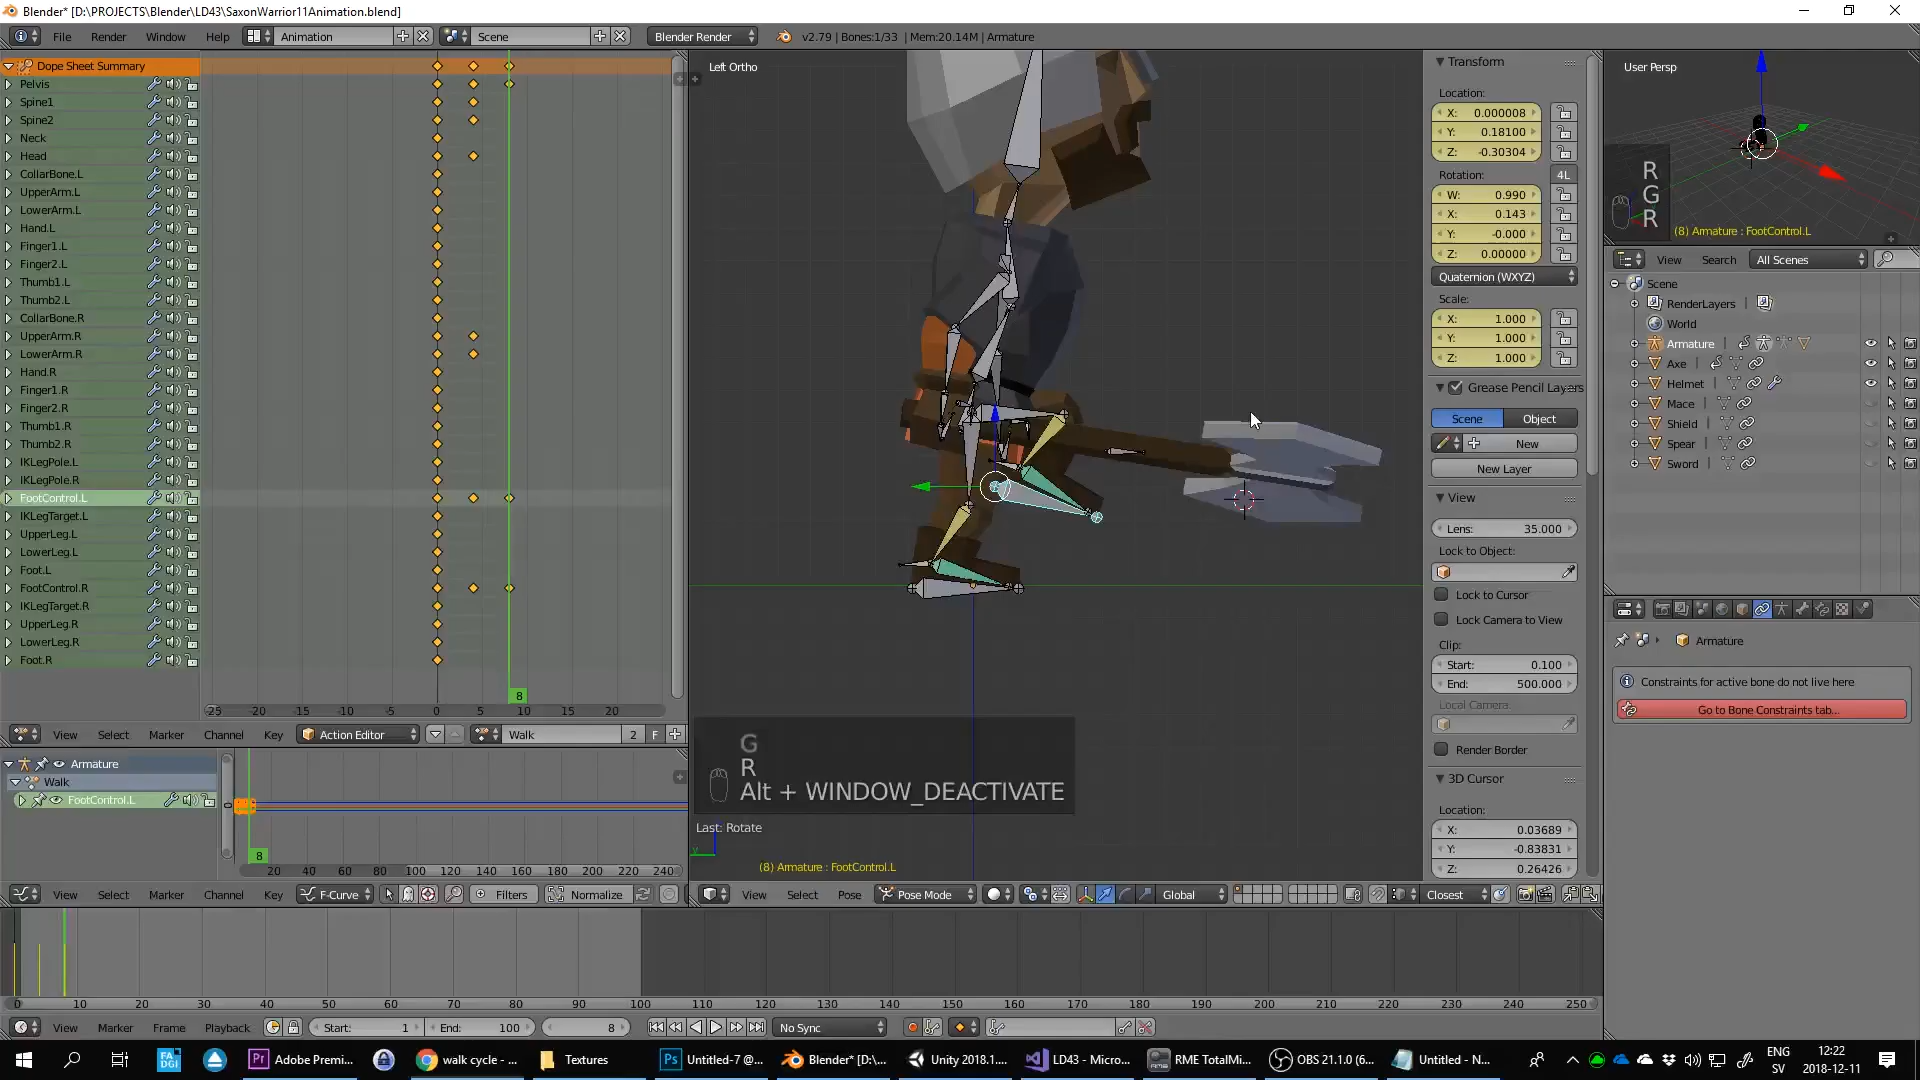 Blender* [D:\PROJECTS\Blender\LD43\SaxonWarrior11Animation.blend]
File Render Window Help Animation Scene Blender Render v2.79 | Bones:1/33 | Mem:20.14M | Armature
Dope Sheet Summary
Pelvis
Spine1
Spine2
Neck
Head
CollarBone.L
UpperArm.L
LowerArm.L
Hand.L
Finger1.L
Finger2.L
Thumb1.L
Thumb2.L
CollarBone.R
UpperArm.R
LowerArm.R
Hand.R
Finger1.R
Finger2.R
Thumb1.R
Thumb2.R
IKLegPole.L
IKLegPole.R
FootControl.L
IKLegTarget.L
UpperLeg.L
LowerLeg.L
Foot.L
FootControl.R
IKLegTarget.R
UpperLeg.R
LowerLeg.R
Foot.R
8
-25 -20 -15 -10 -5 0 5 10 15 20
View Select Marker Channel Key Action Editor Walk 2 F
Armature
Walk
FootControl.L
8
20 40 60 80 100 120 140 160 180 200 220 240
View Select Marker Channel Key F-Curve Filters Normalize
Left Ortho
G
R
Alt + WINDOW_DEACTIVATE
Last: Rotate
(8) Armature : FootControl.L
View Select Pose Pose Mode Global Closest
Transform
Location:
X: 0.000008
Y: 0.18100
Z: -0.30304
Rotation: 4L
W: 0.990
X: 0.143
Y: -0.000
Z: 0.00000
Quaternion (WXYZ)
Scale:
X: 1.000
Y: 1.000
Z: 1.000
Grease Pencil Layers
Scene Object
New
New Layer
View
Lens: 35.000
Lock to Object:
Lock to Cursor
Lock Camera to View
Clip:
Start: 0.100
End: 500.000
Local Camera:
Render Border
3D Cursor
Location:
X: 0.03689
Y: -0.83831
Z: 0.26426
User Persp
R
G
R
(8) Armature : FootControl.L
View Search All Scenes
Scene
RenderLayers
World
Armature
Axe
Helmet
Mace
Shield
Spear
Sword
Armature
Constraints for active bone do not live here
Go to Bone Constraints tab...
0 10 20 30 40 50 60 70 80 90 100 110 120 130 140 150 160 170 180 190 200 210 220 230 240 250
View Marker Frame Playback Start: 1 End: 100 8 No Sync
Adobe Premi... walk cycle - ... Textures Untitled-7 @... Blender* [D:\... Unity 2018.1.... LD43 - Micro... RME TotalMi... OBS 21.1.0 (6... Untitled - N...
ENG
SV
12:22
2018-12-11